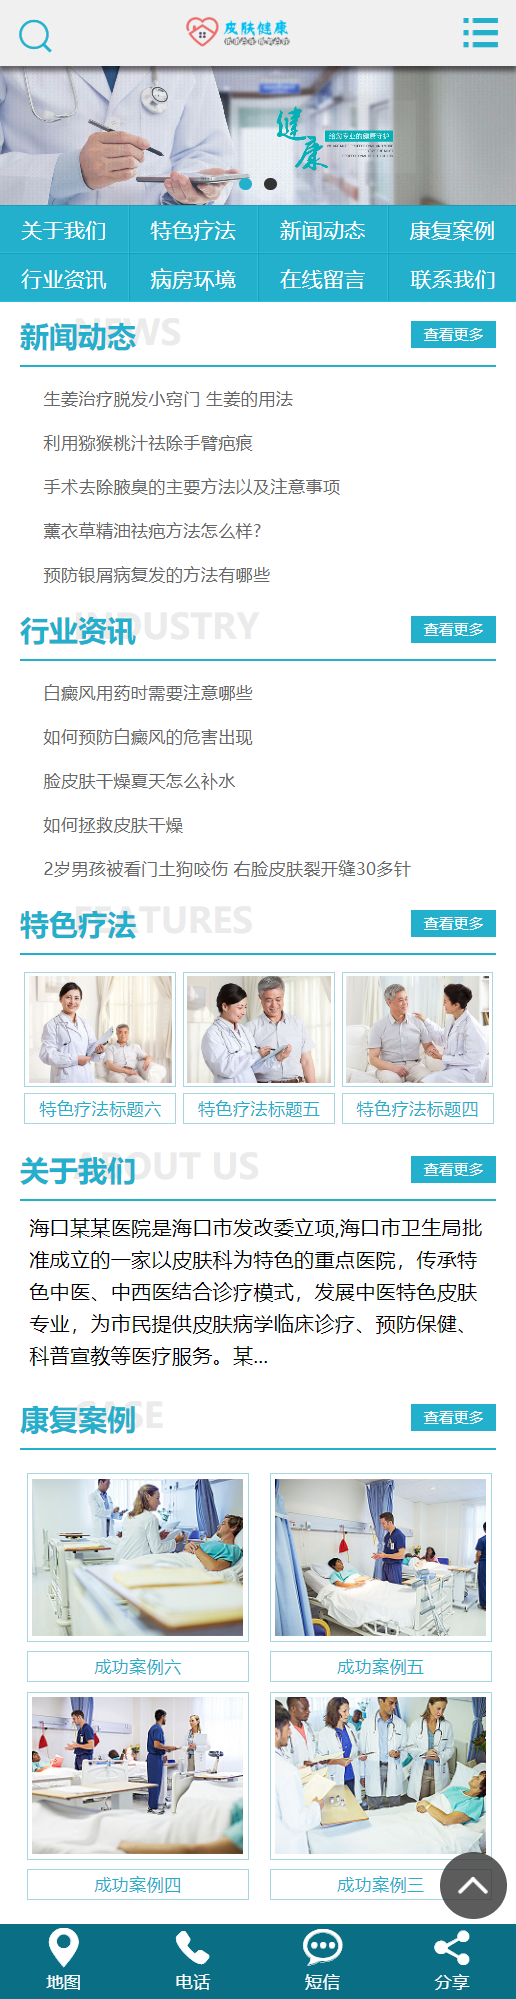 皮肤健康
健康
给您专业的健康守护
关于我们 特色疗法 新闻动态 康复案例
行业资讯 病房环境 在线留言 联系我们
NEWS
新闻动态 查看更多
生姜治疗脱发小窍门 生姜的用法
利用猕猴桃汁祛除手臂疤痕
手术去除腋臭的主要方法以及注意事项
薰衣草精油祛疤方法怎么样?
预防银屑病复发的方法有哪些
INDUSTRY
行业资讯 查看更多
白癜风用药时需要注意哪些
如何预防白癜风的危害出现
脸皮肤干燥夏天怎么补水
如何拯救皮肤干燥
2岁男孩被看门土狗咬伤 右脸皮肤裂开缝30多针
FEATURES
特色疗法 查看更多
特色疗法标题六 特色疗法标题五 特色疗法标题四
ABOUT US
关于我们 查看更多
海口某某医院是海口市发改委立项,海口市卫生局批
准成立的一家以皮肤科为特色的重点医院，传承特
色中医、中西医结合诊疗模式，发展中医特色皮肤
专业，为市民提供皮肤病学临床诊疗、预防保健、
科普宣教等医疗服务。某...
CASE
康复案例 查看更多
成功案例六 成功案例五
成功案例四 成功案例三
地图 电话 短信 分享